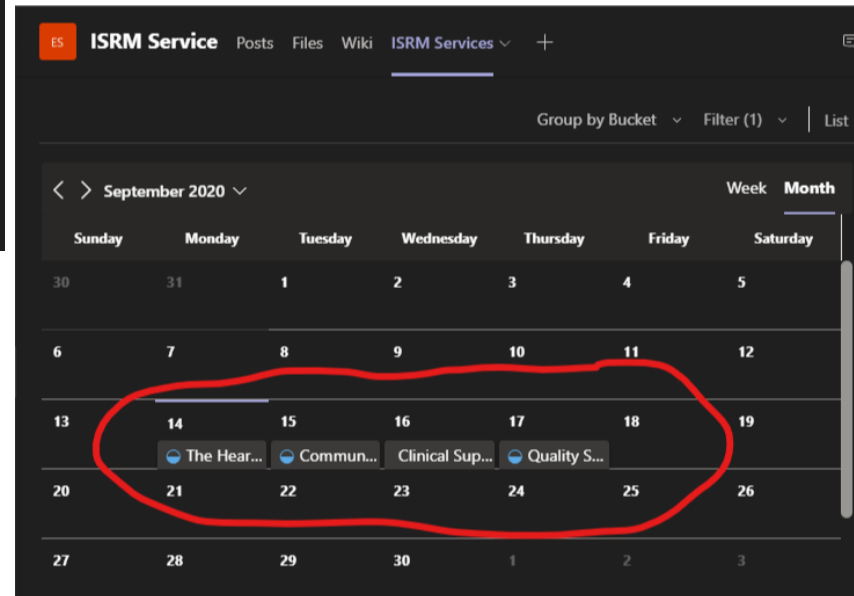 ES ISRM Service Posts Files Wiki ISRM Services
Group by Bucket Filter (1) List
September 2020 Week Month
Sunday Monday Tuesday Wednesday Thursday Friday Saturday
30 31 1 2 3 4 5
6 7 8 9 10 11 12
13 14 15 16 17 18 19
The Hear... Commun... Clinical Sup... Quality S...
20 21 22 23 24 25 26
27 28 29 30 1 2 3